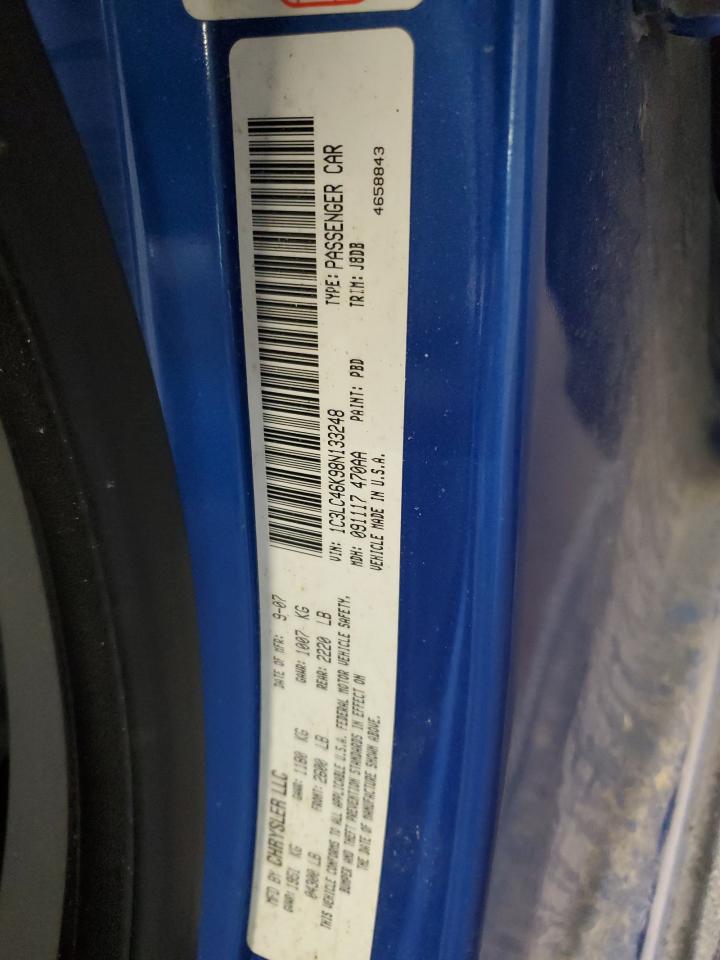 MFD BY CHRYSLER LLC DATE OF MFR: 9-07
GVWR: 1951 KG GAWR: 1180 KG GAWR: 1007 KG
04300 LB FRONT: 2600 LB REAR: 2220 LB
THIS VEHICLE CONFORMS TO ALL APPLICABLE U.S.A. FEDERAL MOTOR VEHICLE SAFETY,
BUMPER AND THEFT PREVENTION STANDARDS IN EFFECT ON
THE DATE OF MANUFACTURE SHOWN ABOVE.
VIN: 1C3LC46K98N133248 TYPE: PASSENGER CAR
MDH: 091117 470AA PAINT: PBD TRIM: J8DB
VEHICLE MADE IN U.S.A. 4658843